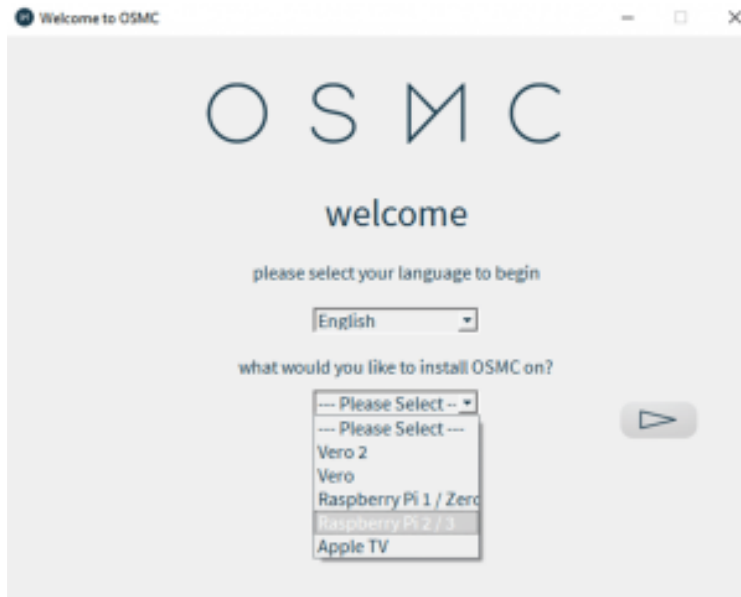 Welcome to OSMC
OSMC
welcome
please select your language to begin
English
what would you like to install OSMC on?
--- Please Select --
--- Please Select ---
Vero 2
Vero
Raspberry Pi 1 / Zero
Raspberry Pi 2 / 3
Apple TV